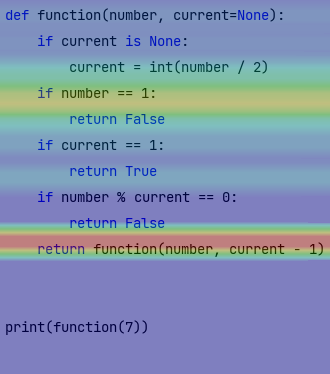 def function(number, current=None):
    if current is None:
        current = int(number / 2)
    if number == 1:
        return False
    if current == 1:
        return True
    if number % current == 0:
        return False
    return function(number, current - 1)
print(function(7))